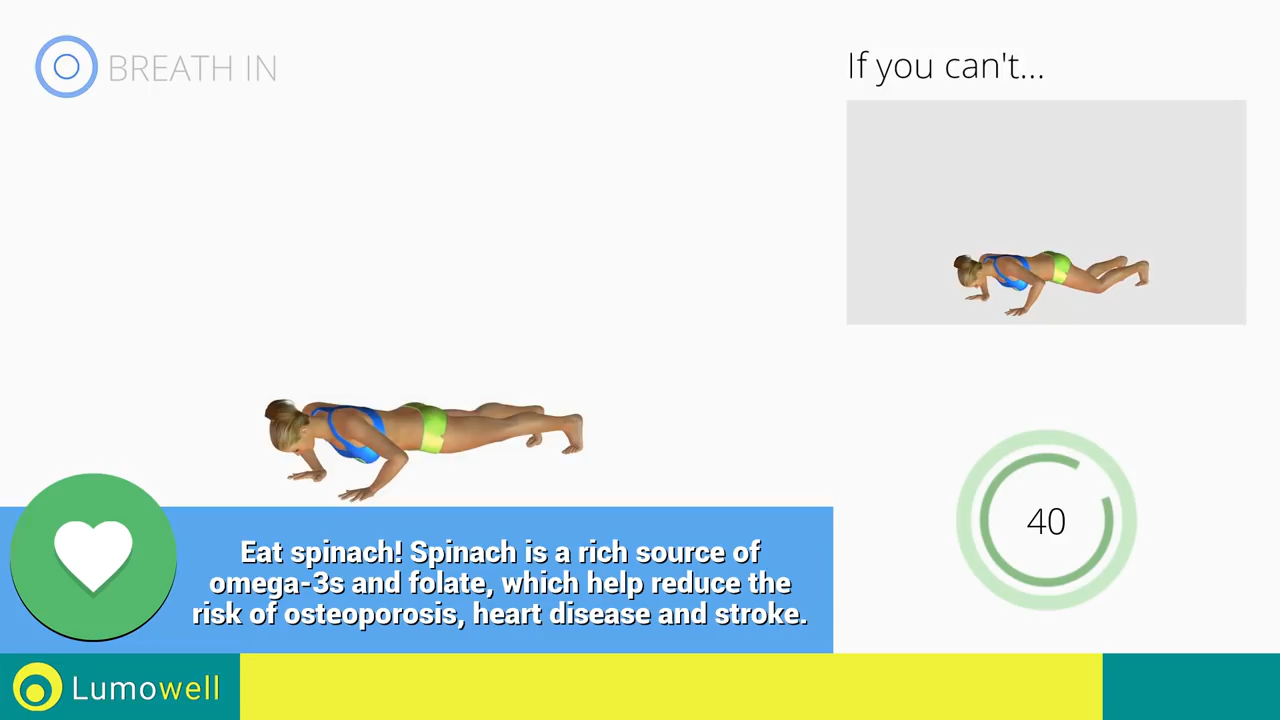 BREATH IN
If you can't...
40
Eat spinach! Spinach is a rich source of
omega-3s and folate, which help reduce the
risk of osteoporosis, heart disease and stroke.
Lumowell